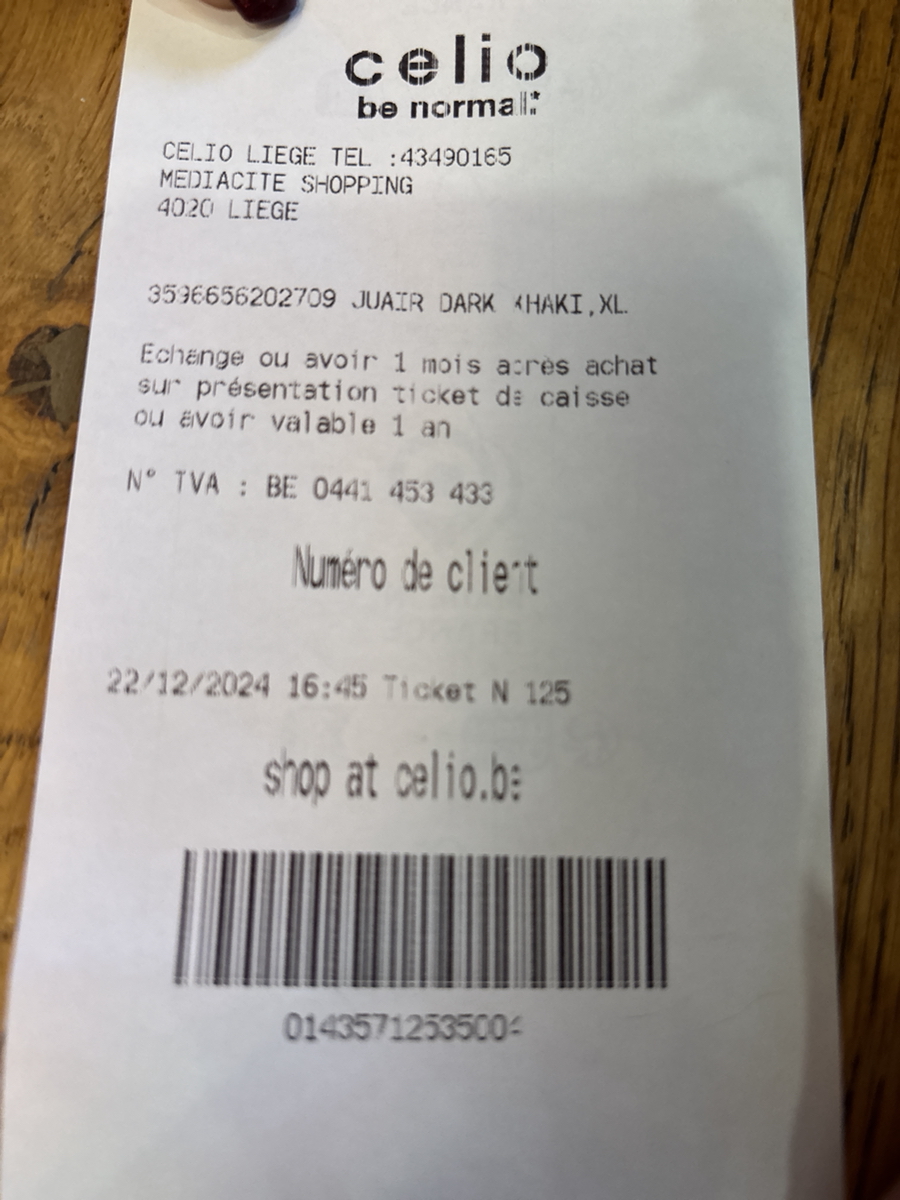 celio
be normal*
CELIO LIEGE TEL :43490165
MEDIACITE SHOPPING
4020 LIEGE
3596656202709 JUAIR DARK KHAKI,XL.
Echange ou avoir 1 mois après achat
sur présentation ticket de caisse
ou avoir valable 1 an
N° TVA : BE 0441 453 433
Numéro de client
22/12/2024 16:45 Ticket N 125
shop at celio.be